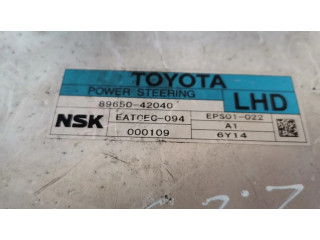 TOYOTA
POWER STEERING
89650-42040
LHD
NSK
EATCEC-094
EPS01-022
000109
A1
6Y14